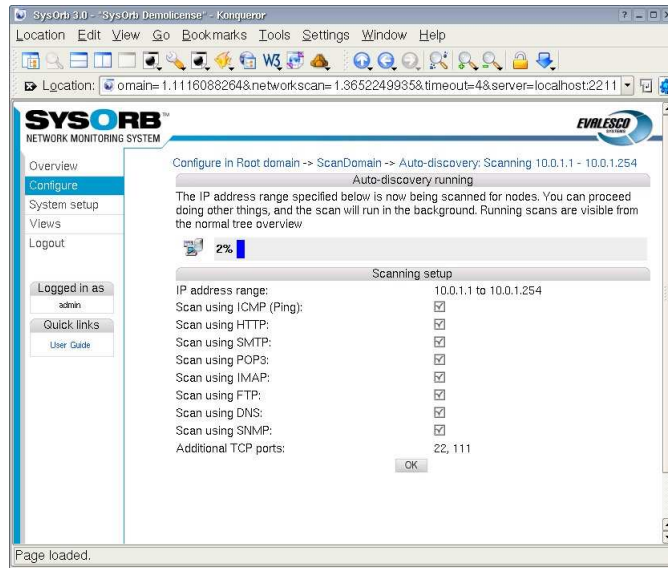 SysOrb 3.0 - "SysOrb Demolicense" - Konqueror
Location Edit View Go Bookmarks Tools Settings Window Help
Location: omain=1.1116088264&networkscan=1.3652249935&timeout=4&server=localhost:2211
SYSORB™
NETWORK MONITORING SYSTEM
EVALESCO
SYSTEMS
Overview
Configure
System setup
Views
Logout
Logged in as
admin
Quick links
User Guide
Configure in Root domain -> ScanDomain -> Auto-discovery: Scanning 10.0.1.1 - 10.0.1.254
Auto-discovery running
The IP address range specified below is now being scanned for nodes. You can proceed
doing other things, and the scan will run in the background. Running scans are visible from
the normal tree overview
2%
Scanning setup
IP address range: 10.0.1.1 to 10.0.1.254
Scan using ICMP (Ping):
Scan using HTTP:
Scan using SMTP:
Scan using POP3:
Scan using IMAP:
Scan using FTP:
Scan using DNS:
Scan using SNMP:
Additional TCP ports: 22, 111
OK
Page loaded.